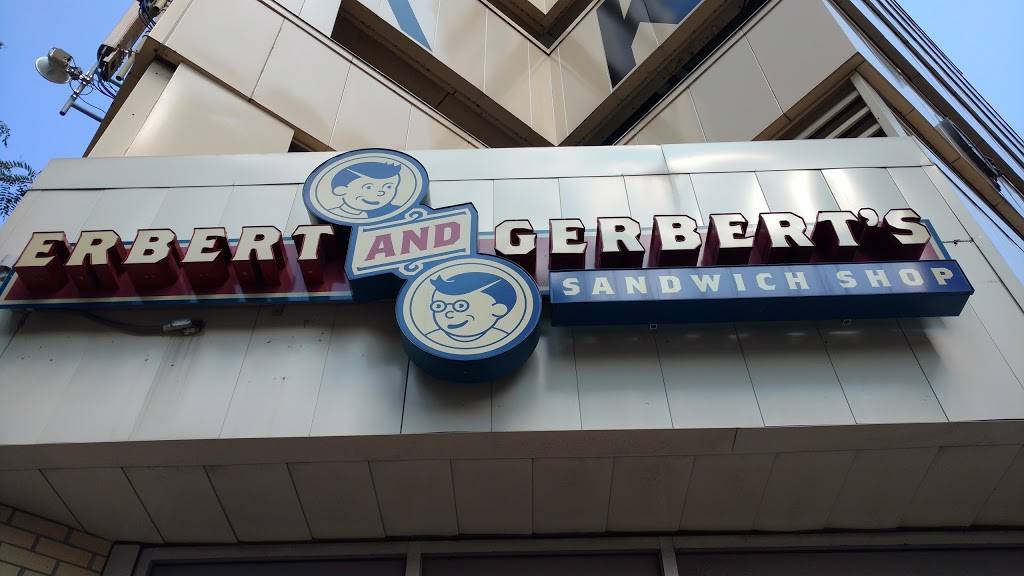 ERBERT AND GERBERT'S
SANDWICH SHOP